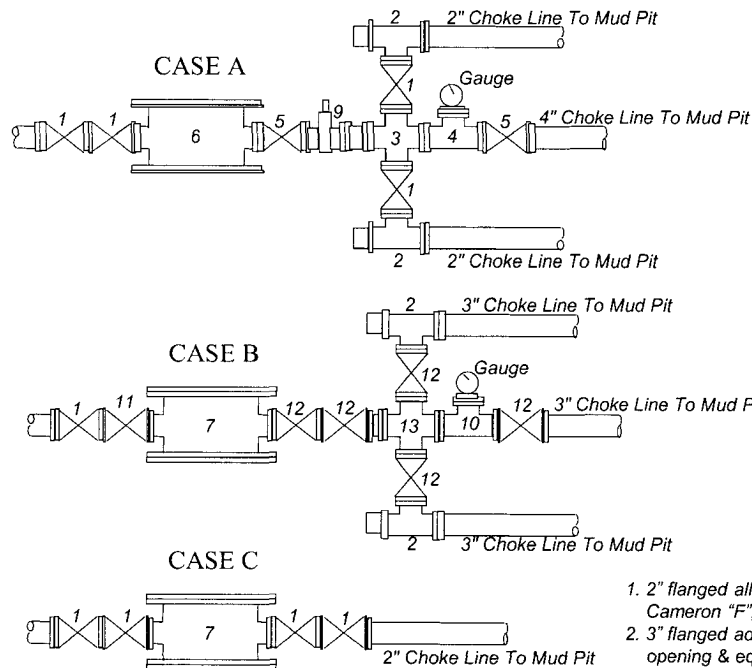 CASE A
2
2" Choke Line To Mud Pit
1
Gauge
1 1 6 5 9 3 4 5
4" Choke Line To Mud Pit
1
2
2" Choke Line To Mud Pit
CASE B
2
3" Choke Line To Mud Pit
12
Gauge
1 11 7 12 12 13 10 12
3" Choke Line To Mud
12
2
3" Choke Line To Mud Pit
CASE C
1 1 7 1 1
2" Choke Line To Mud Pit
1. 2" flanged all
Cameron "F",
2. 3" flanged
opening &